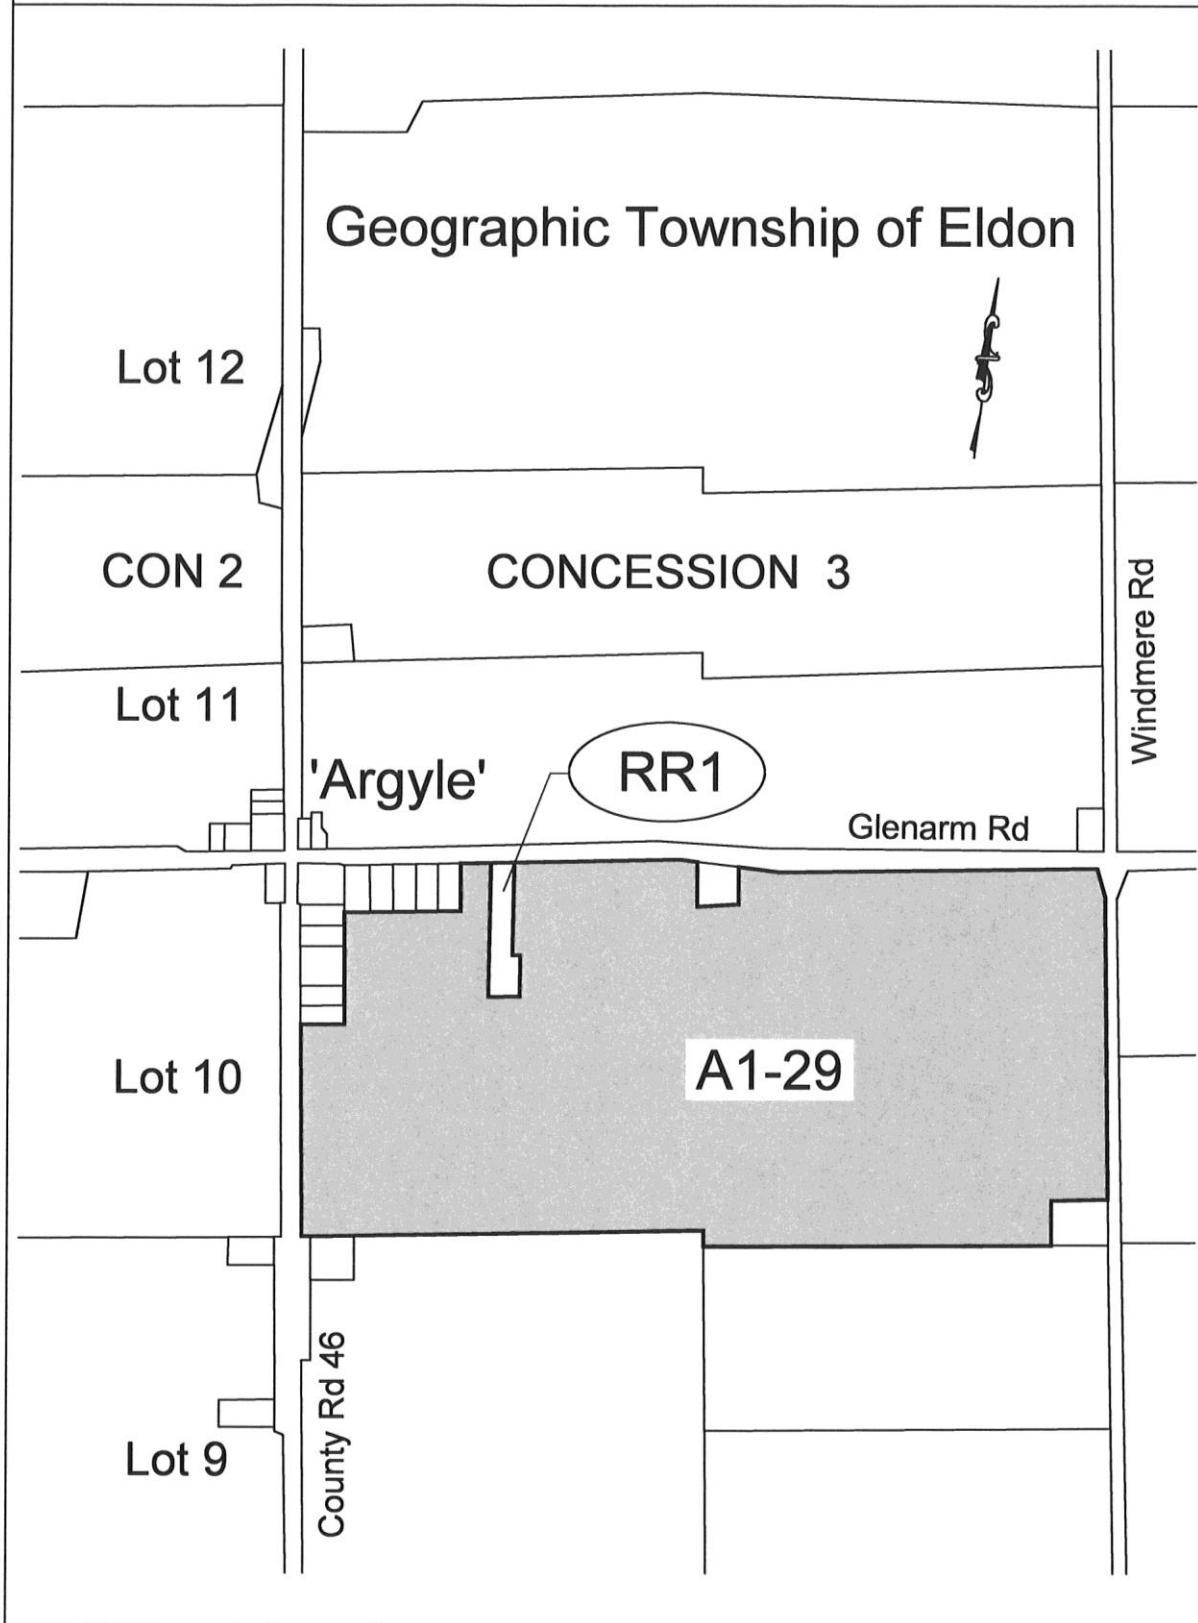 Geographic Township of Eldon
Lot 12
CON 2
CONCESSION 3
Windmere Rd
Lot 11
'Argyle'
RR1
Glenarm Rd
Lot 10
A1-29
County Rd 46
Lot 9